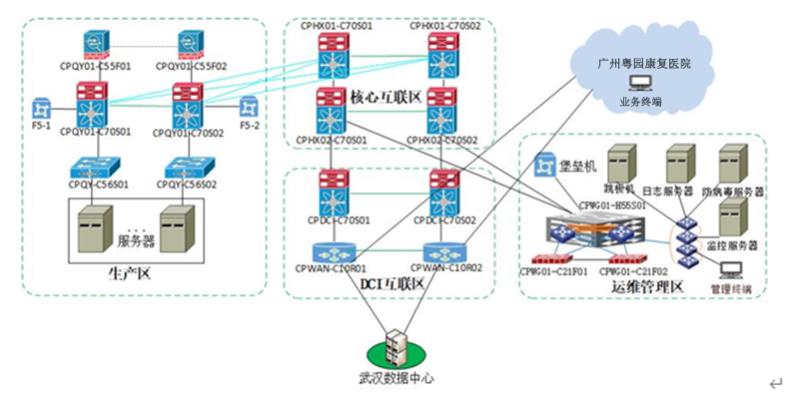 CPHX01-C70S01
CPHX01-C70S02
核心互联区
CPHX02-C70S01
CPHX02-C70S02
CPQY01-C55F01
CPQY01-C55F02
F5-1
CPQY01-C70S01
CPQY01-C70S02
F5-2
CPQY-C56S01
CPQY-C56S02
服务器
生产区
CPDCI-C70S01
CPDCI-C70S02
CPWAN-C10R01
CPWAN-C10R02
DCI互联区
武汉数据中心
广州粤园康复医院
业务终端
堡垒机
跳板机
日志服务器
防病毒服务器
CPWG01-H55S01
监控服务器
CPWG01-C21F01
CPWG01-C21F02
管理终端
运维管理区